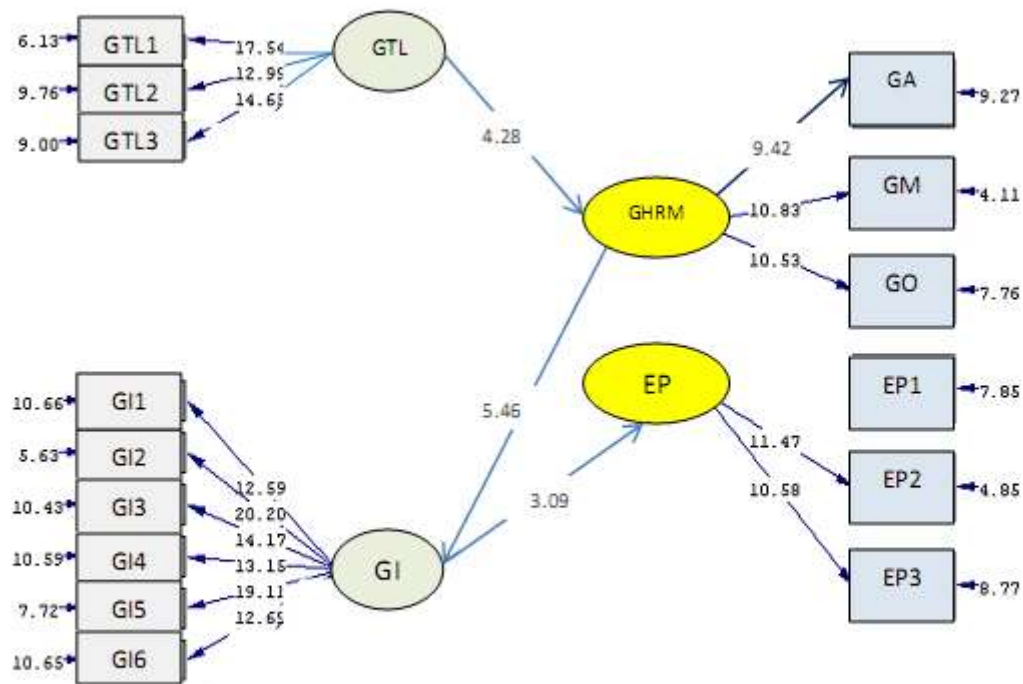 6.13 GTL1 17.54 GTL GA 9.27
9.76 GTL2 12.99
9.00 GTL3 14.65
4.28 9.42
GHRM GM 4.11
10.83
10.53 GO 7.76
EP EP1 7.85
10.66 GI1 5.46 11.47
5.63 GI2 12.59 10.58 EP2 4.85
10.43 GI3 20.20 3.09
14.17
10.59 GI4 13.15 GI EP3 8.77
7.72 GI5 19.11
10.65 GI6 12.65